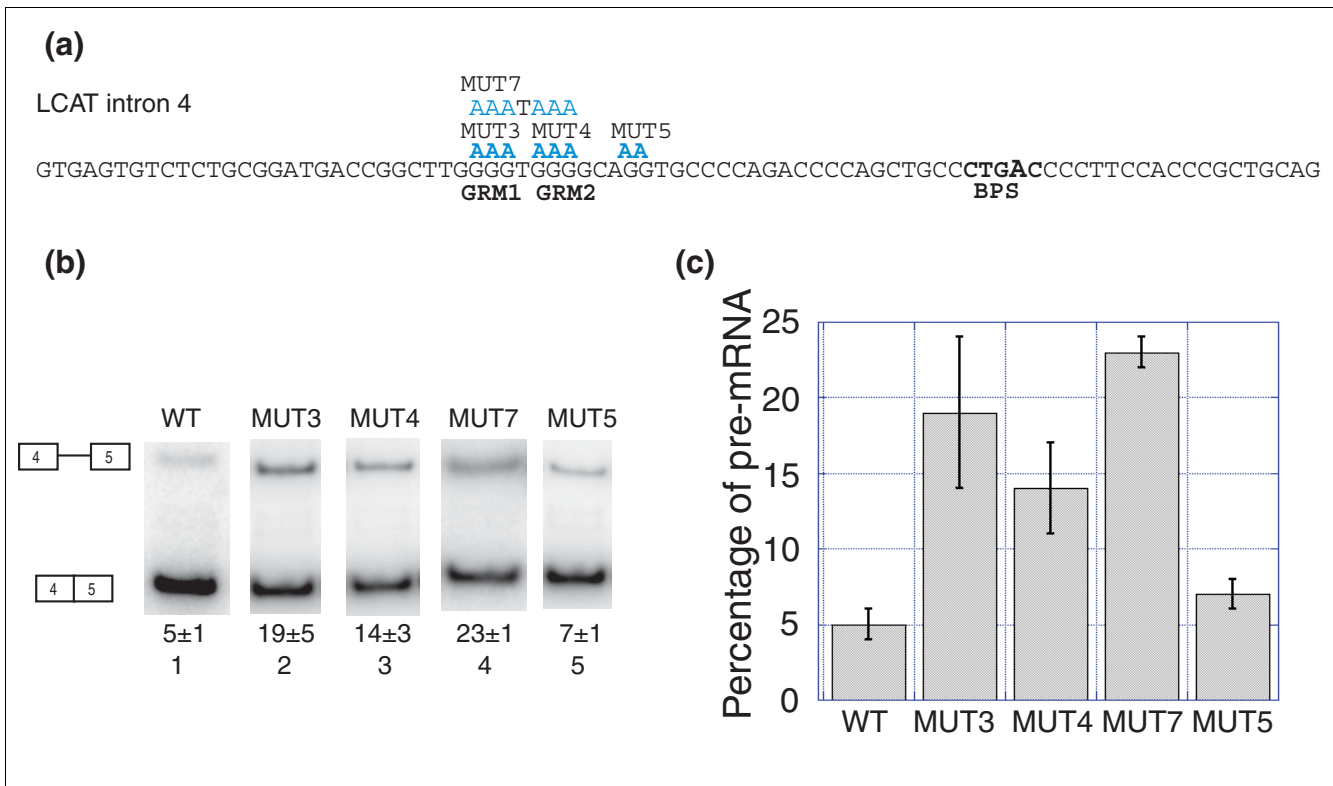 (a)
LCAT intron 4
MUT7
AAATAAA
MUT3 MUT4 MUT5
AAA AAA AA
GTGAGTGTCTCTGCGGATGACCGGCTTGGGGTGGGGCAGGTGCCCCAGACCCCAGCTGCCCTGACCCCTTCCACCCGCTGCAG
GRM1 GRM2 BPS
(b)
WT MUT3 MUT4 MUT7 MUT5
4 5
4 5
5±1 19±5 14±3 23±1 7±1
1 2 3 4 5
(c)
Percentage of pre-mRNA
25
20
15
10
5
0
WT MUT3 MUT4 MUT7 MUT5